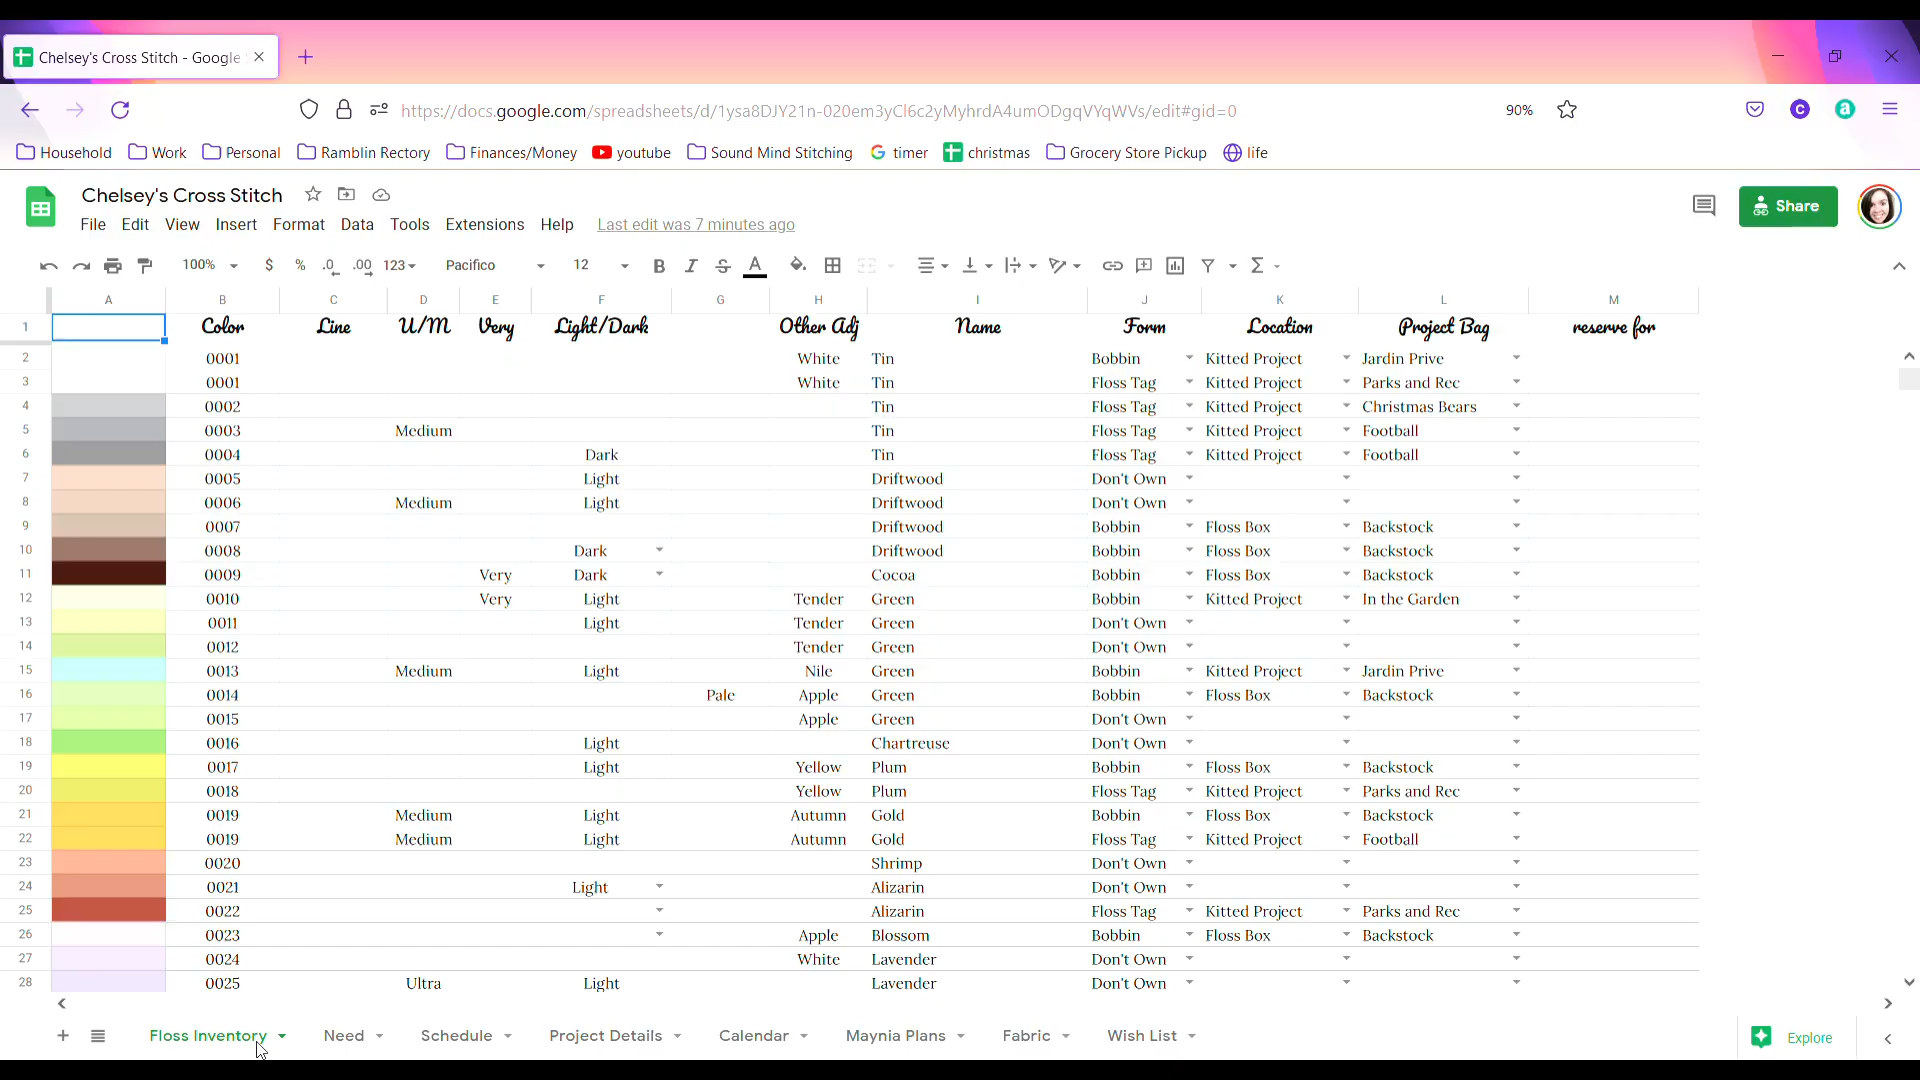 Chelsey's Cross Stitch - Google
https://docs.google.com/spreadsheets/d/1ysa8DJY21n-020em3yCl6c2yMyhrdA4umODgqVYqWVs/edit#gid=0 90%
Household Work Personal Ramblin Rectory Finances/Money youtube Sound Mind Stitching timer christmas Grocery Store Pickup life
Chelsey's Cross Stitch
Share
File Edit View Insert Format Data Tools Extensions Help Last edit was 7 minutes ago
100% $ % .0 .00 123 Pacifico 12 B I S A
A B C D E F G H I J K L M
1 Color Line U/M Very Light/Dark Other Adj Name Form Location Project Bag reserve for
2 0001 White Tin Bobbin Kitted Project Jardin Prive
3 0001 White Tin Floss Tag Kitted Project Parks and Rec
4 0002 Tin Floss Tag Kitted Project Christmas Bears
5 0003 Medium Tin Floss Tag Kitted Project Football
6 0004 Dark Tin Floss Tag Kitted Project Football
7 0005 Light Driftwood Don't Own
8 0006 Medium Light Driftwood Don't Own
9 0007 Driftwood Bobbin Floss Box Backstock
10 0008 Dark Driftwood Bobbin Floss Box Backstock
11 0009 Very Dark Cocoa Bobbin Floss Box Backstock
12 0010 Very Light Tender Green Bobbin Kitted Project In the Garden
13 0011 Light Tender Green Don't Own
14 0012 Tender Green Don't Own
15 0013 Medium Light Nile Green Bobbin Kitted Project Jardin Prive
16 0014 Pale Apple Green Bobbin Floss Box Backstock
17 0015 Apple Green Don't Own
18 0016 Light Chartreuse Don't Own
19 0017 Light Yellow Plum Bobbin Floss Box Backstock
20 0018 Yellow Plum Floss Tag Kitted Project Parks and Rec
21 0019 Medium Light Autumn Gold Bobbin Floss Box Backstock
22 0019 Medium Light Autumn Gold Floss Tag Kitted Project Football
23 0020 Shrimp Don't Own
24 0021 Light Alizarin Don't Own
25 0022 Alizarin Floss Tag Kitted Project Parks and Rec
26 0023 Apple Blossom Bobbin Floss Box Backstock
27 0024 White Lavender Don't Own
28 0025 Ultra Light Lavender Don't Own
Floss Inventory Need Schedule Project Details Calendar Maynia Plans Fabric Wish List Explore